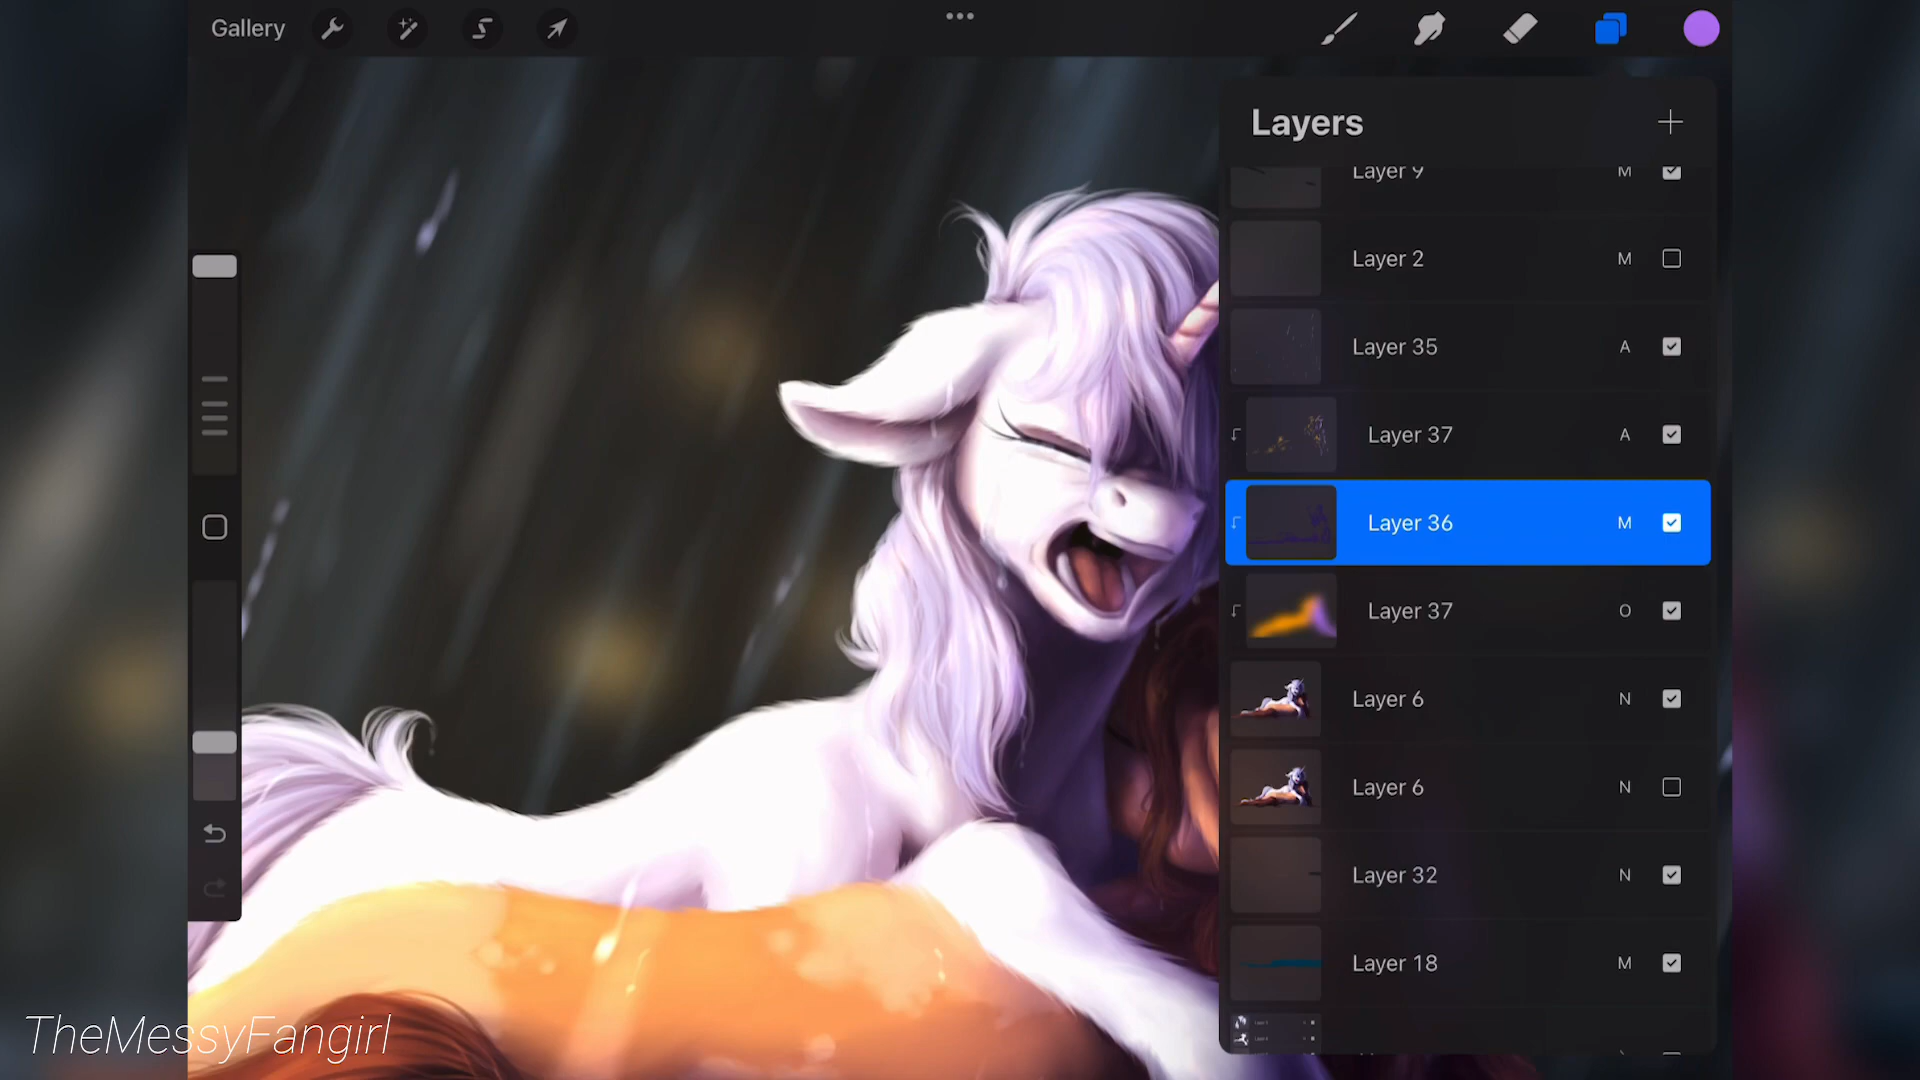 Gallery
Layers
Layer 9 M
Layer 2 M
Layer 35 A
Layer 37 A
Layer 36 M
Layer 37 O
Layer 6 N
Layer 6 N
Layer 32 N
Layer 18 M
TheMessyFangirl